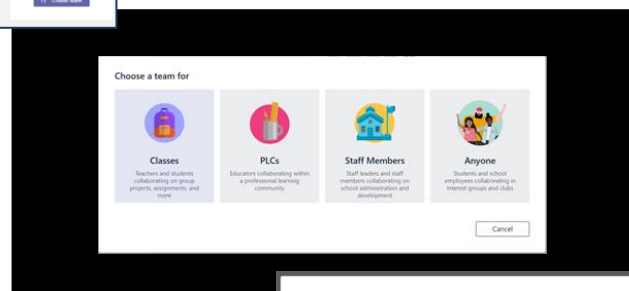 Create team
Choose a team for
Classes
Teachers and students
collaborating on group
projects, assignments, and
more
PLCs
Educators collaborating within
a professional learning
community
Staff Members
Staff leaders and staff
members collaborating on
school administration and
development
Anyone
Students and school
employees collaborating in
interest groups and clubs
Cancel